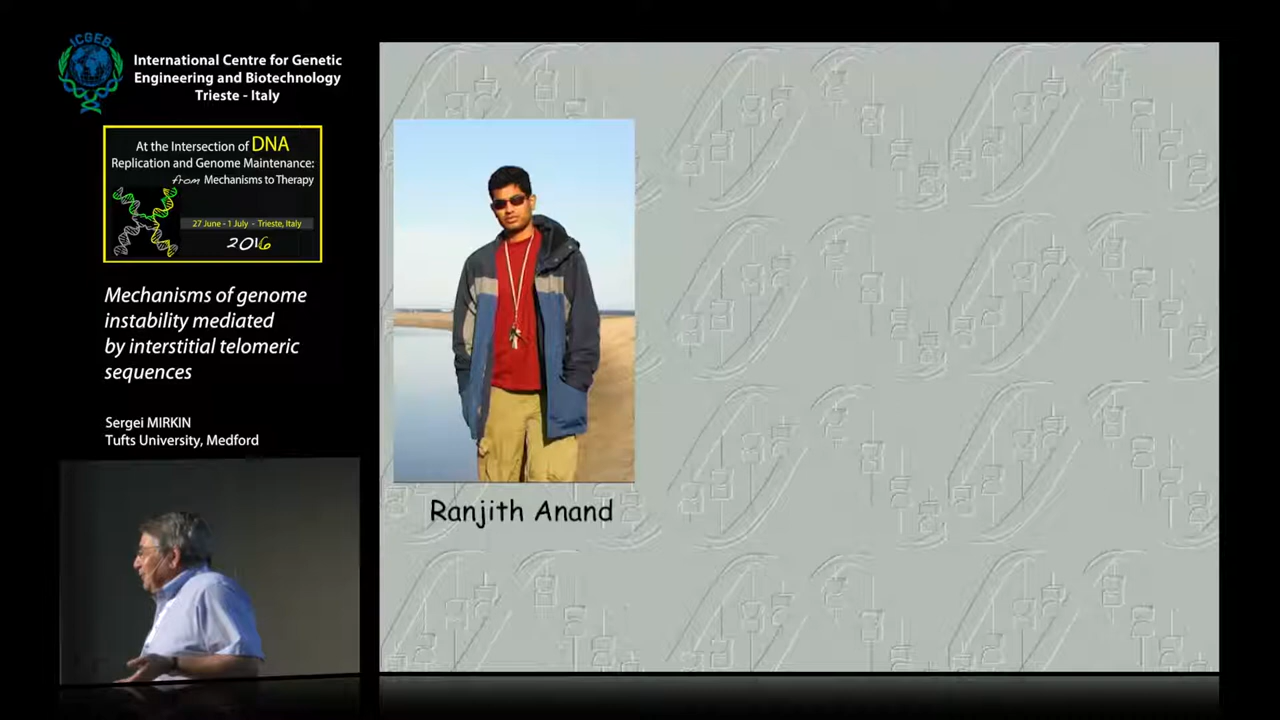 ICGEB
International Centre for Genetic
Engineering and Biotechnology
Trieste - Italy
At the Intersection of DNA
Replication and Genome Maintenance:
from Mechanisms to Therapy
27 June - 1 July - Trieste, Italy
2016
Mechanisms of genome
instability mediated
by interstitial telomeric
sequences
Sergei MIRKIN
Tufts University, Medford
Ranjith Anand